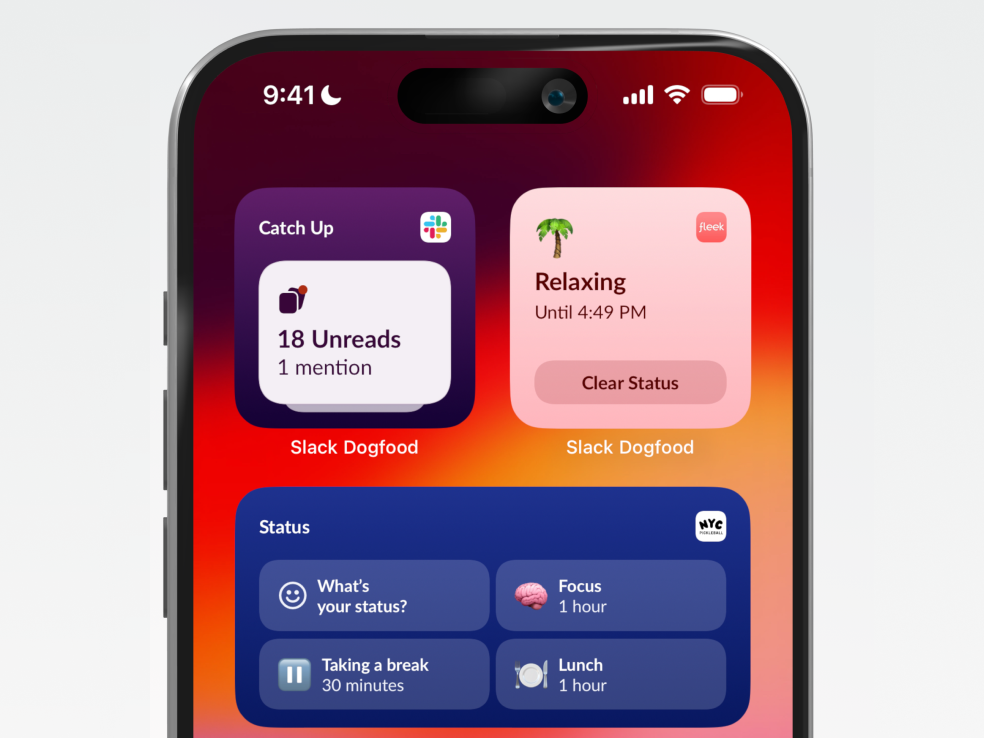 9:41
Catch Up
18 Unreads
1 mention
Slack Dogfood
fleek
Relaxing
Until 4:49 PM
Clear Status
Slack Dogfood
Status
NYC
PICKLEBALL
What's
your status?
Focus
1 hour
Taking a break
30 minutes
Lunch
1 hour